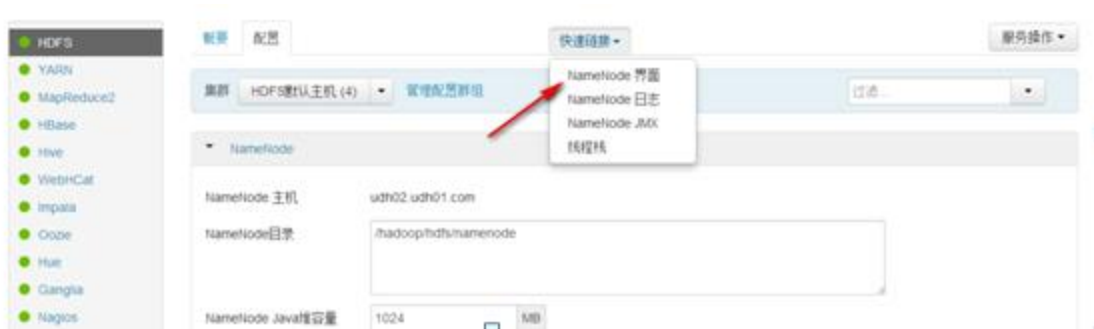 HDFS
YARN
MapReduce2
HBase
Hive
WebHCat
Impala
Oozie
Hue
Ganglia
Nagios
概要 配置 快速链接 服务操作
集群 HDFS默认主机 (4) 管理配置群组 过滤...
NameNode 界面
NameNode 日志
NameNode JMX
线程栈
NameNode
NameNode 主机 udh02.udh01.com
NameNode目录 /hadoop/hdfs/namenode
NameNode Java堆容量 1024 MB